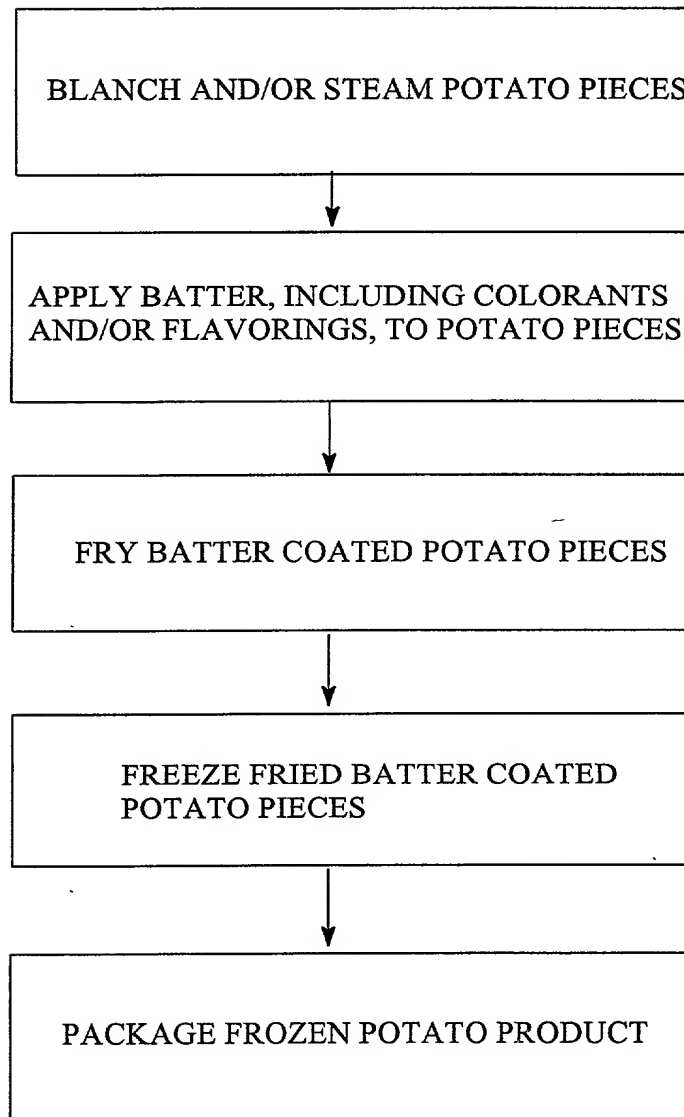 BLANCH AND/OR STEAM POTATO PIECES
APPLY BATTER, INCLUDING COLORANTS
AND/OR FLAVORINGS, TO POTATO PIECES
FRY BATTER COATED POTATO PIECES
FREEZE FRIED BATTER COATED
POTATO PIECES
PACKAGE FROZEN POTATO PRODUCT